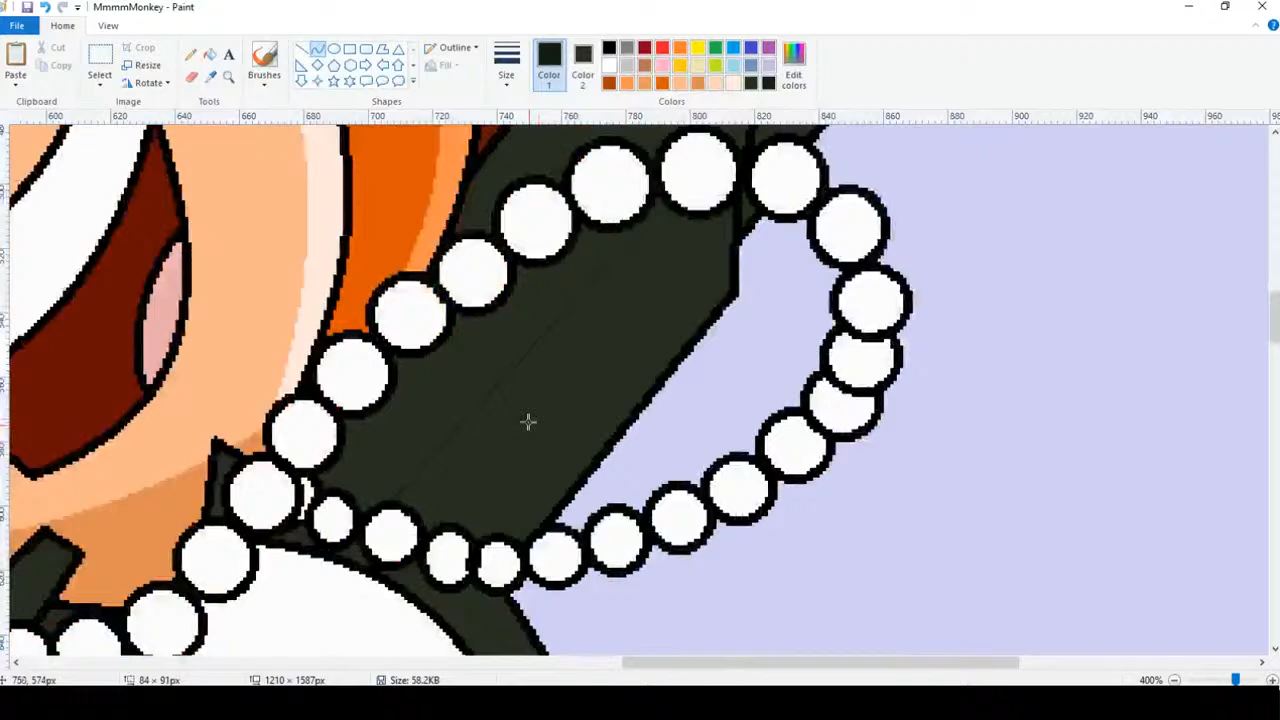 MmmmMonkey - Paint
File Home View
Paste Cut Copy Select Crop Resize Rotate A Brushes Outline Fill Size Color 1 Color 2 Edit colors
Clipboard Image Tools Shapes Colors
600 620 640 660 680 700 720 740 760 780 800 820 840 860 880 900 920 940 960 980
758, 574px 84 × 91px 1210 × 1587px Size: 58.2KB 400%